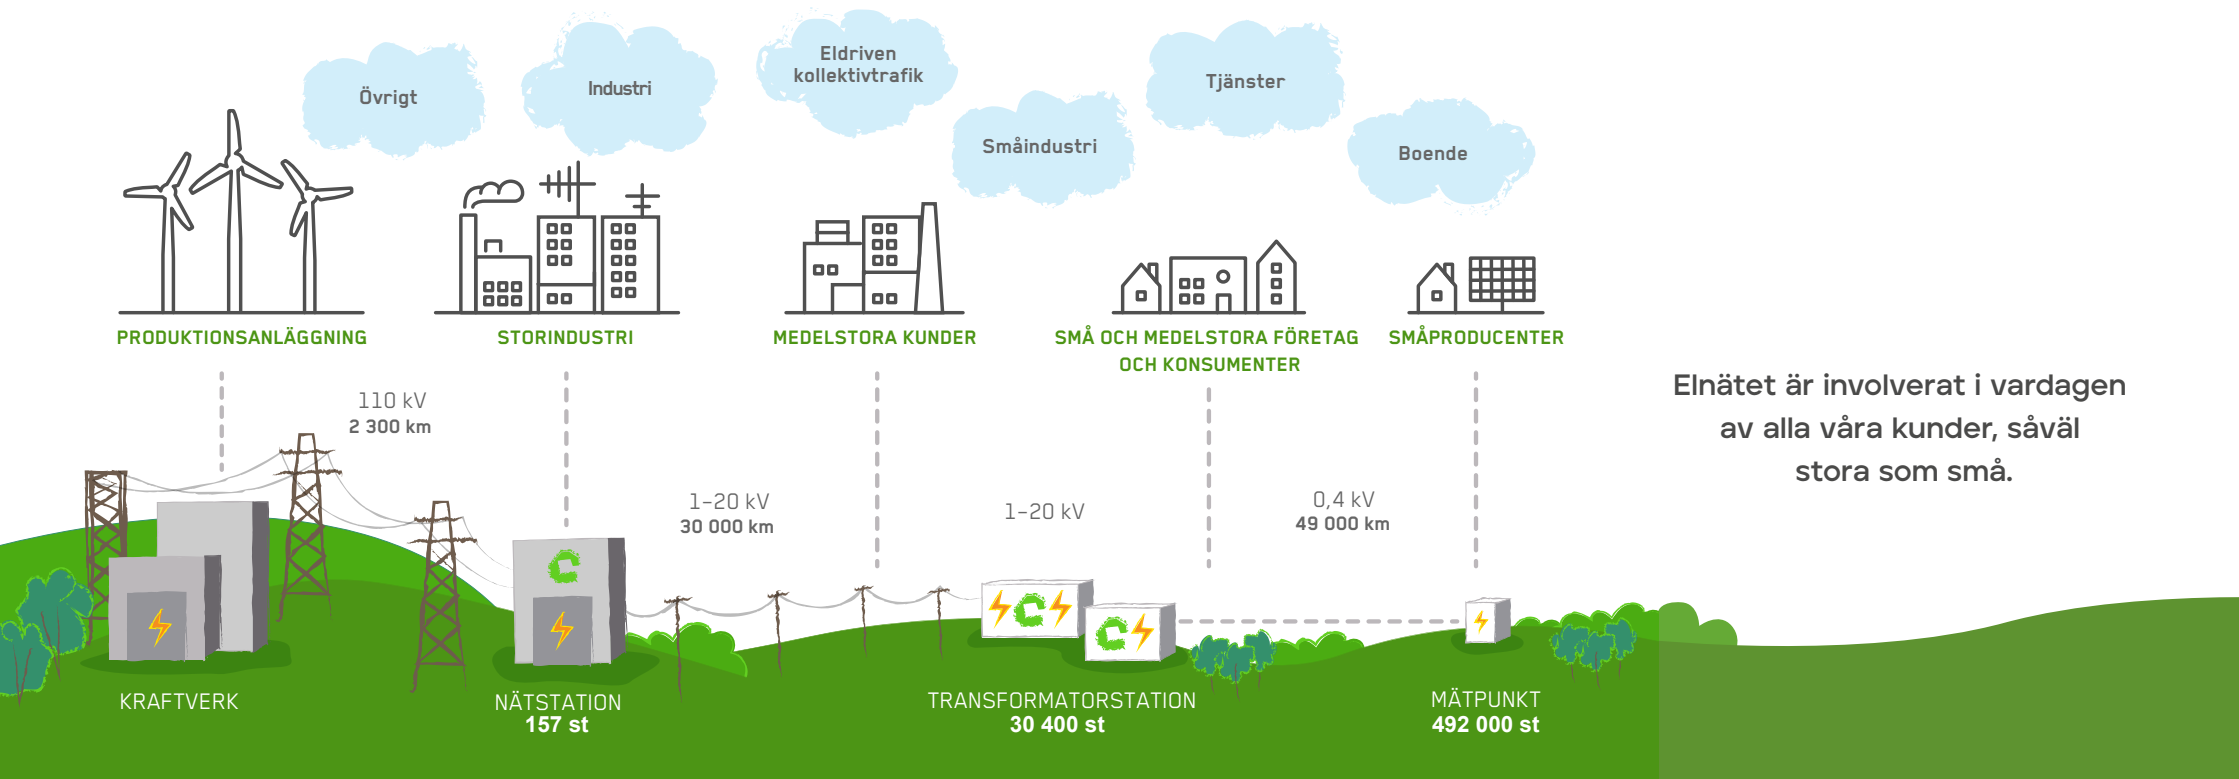 Övrigt
Industri
Eldriven
kollektivtrafik
Småindustri
Tjänster
Boende
PRODUKTIONSANLÄGGNING
STORINDUSTRI
MEDELSTORA KUNDER
SMÅ OCH MEDELSTORA FÖRETAG
OCH KONSUMENTER
SMÅPRODUCENTER
110 kV
2 300 km
1–20 kV
30 000 km
1–20 kV
0,4 kV
49 000 km
Elnätet är involverat i vardagen
av alla våra kunder, såväl
stora som små.
KRAFTVERK
NÄTSTATION
157 st
TRANSFORMATORSTATION
30 400 st
MÄTPUNKT
492 000 st